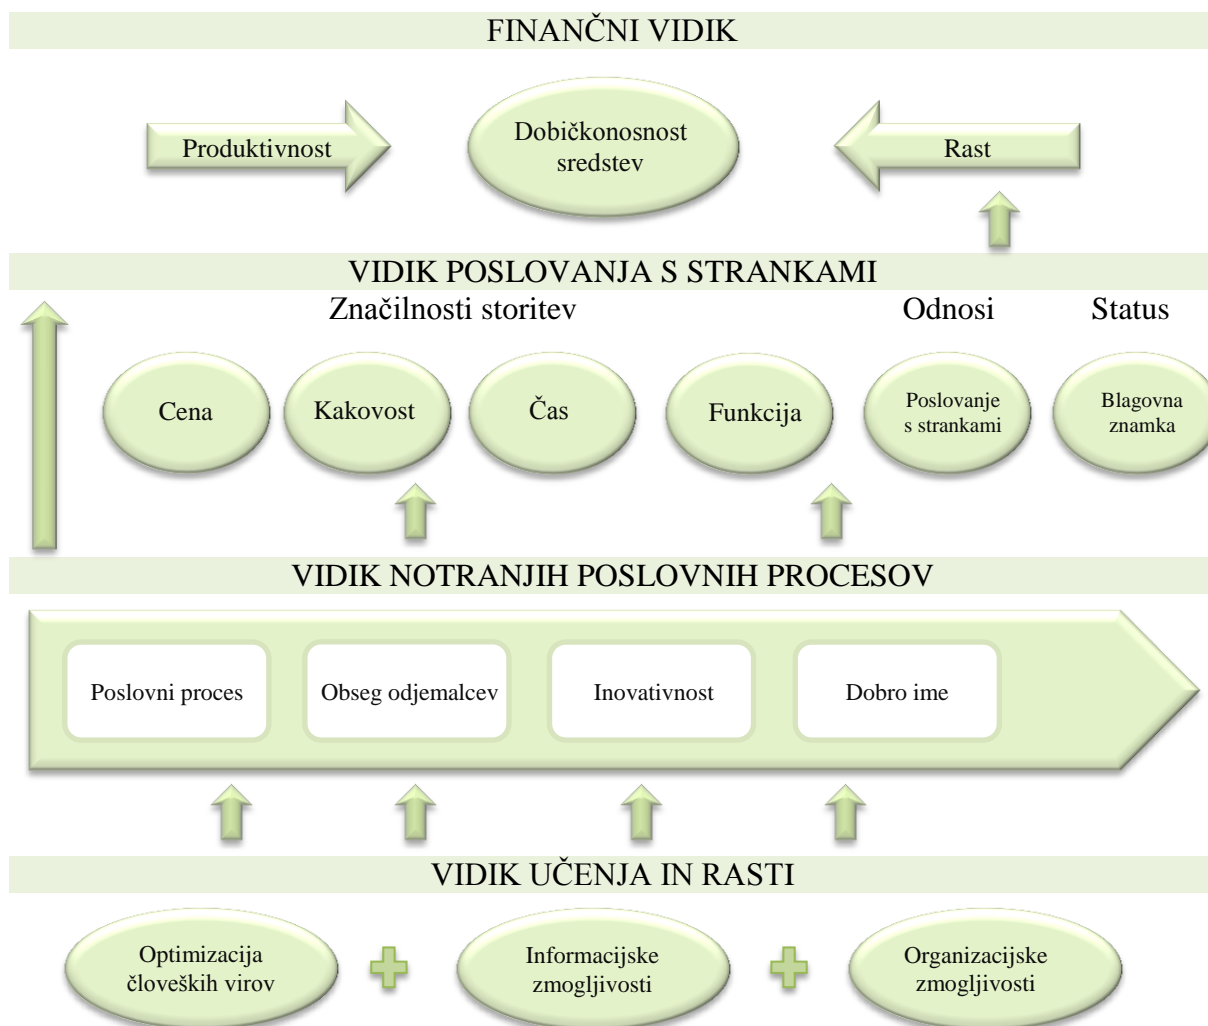 FINANČNI VIDIK
Produktivnost
Dobičkonosnost
sredstev
Rast
VIDIK POSLOVANJA S STRANKAMI
Značilnosti storitev
Odnosi
Status
Cena
Kakovost
Čas
Funkcija
Poslovanje
s strankami
Blagovna
znamka
VIDIK NOTRANJIH POSLOVNIH PROCESOV
Poslovni proces
Obseg odjemalcev
Inovativnost
Dobro ime
VIDIK UČENJA IN RASTI
Optimizacija
človeških virov
Informacijske
zmogljivosti
Organizacijske
zmogljivosti